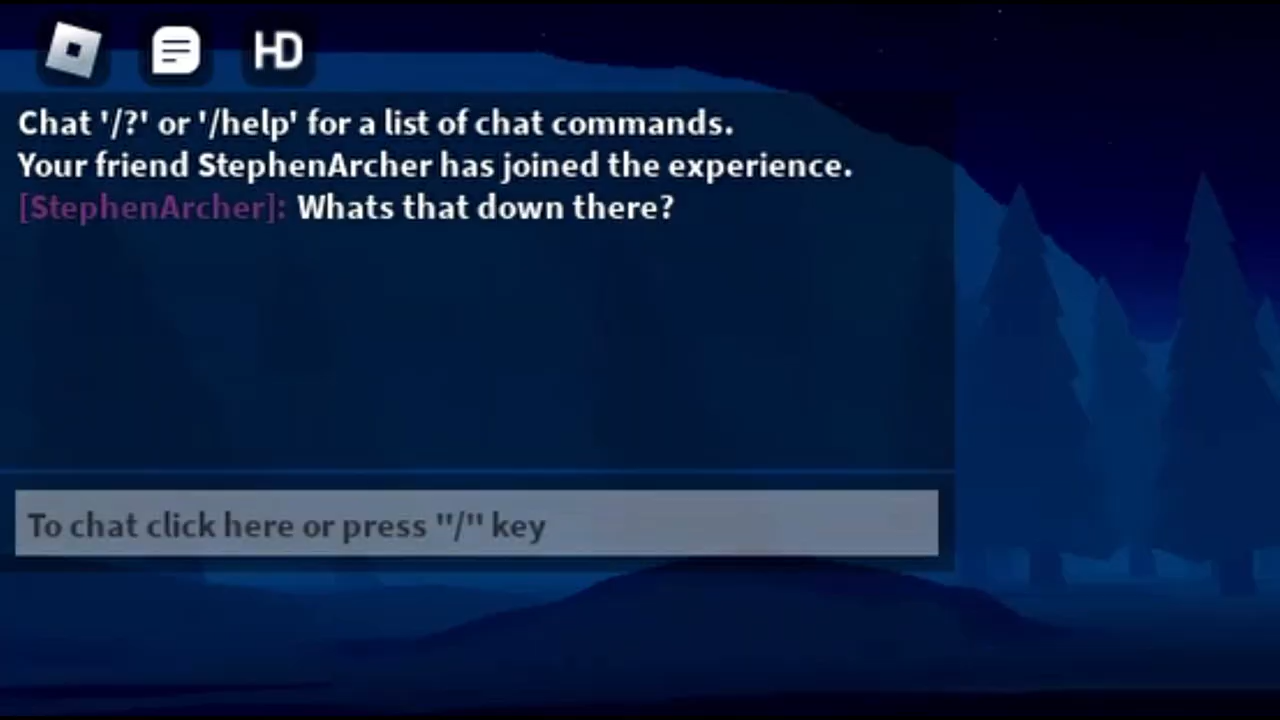 HD
Chat '/?' or '/help' for a list of chat commands.
Your friend StephenArcher has joined the experience.
[StephenArcher]: Whats that down there?
To chat click here or press "/" key